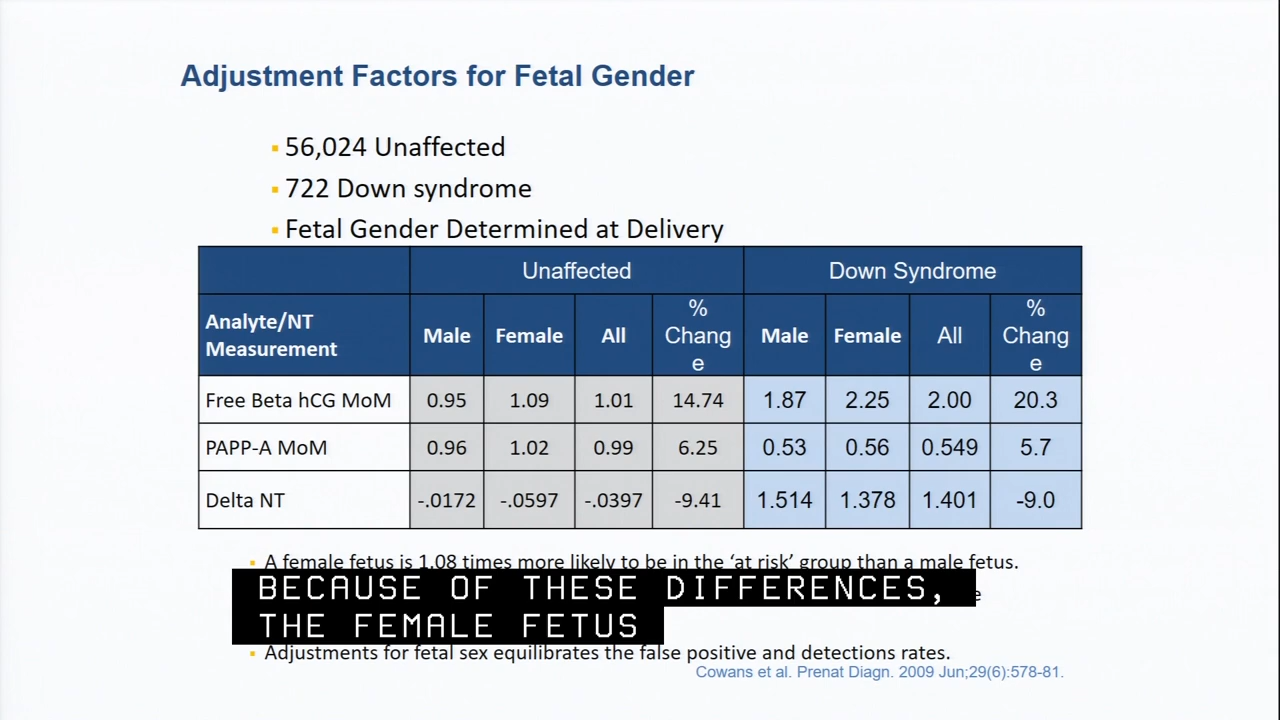 Adjustment Factors for Fetal Gender
▪ 56,024 Unaffected
▪ 722 Down syndrome
▪ Fetal Gender Determined at Delivery
Unaffected Down Syndrome
Analyte/NT Measurement Male Female All % Change Male Female All % Change
Free Beta hCG MoM 0.95 1.09 1.01 14.74 1.87 2.25 2.00 20.3
PAPP-A MoM 0.96 1.02 0.99 6.25 0.53 0.56 0.549 5.7
Delta NT -.0172 -.0597 -.0397 -9.41 1.514 1.378 1.401 -9.0
▪ A female fetus is 1.08 times more likely to be in the ‘at risk’ group than a male fetus.
BECAUSE OF THESE DIFFERENCES,
THE FEMALE FETUS
▪ Adjustments for fetal sex equilibrates the false positive and detections rates.
Cowans et al. Prenat Diagn. 2009 Jun;29(6):578-81.